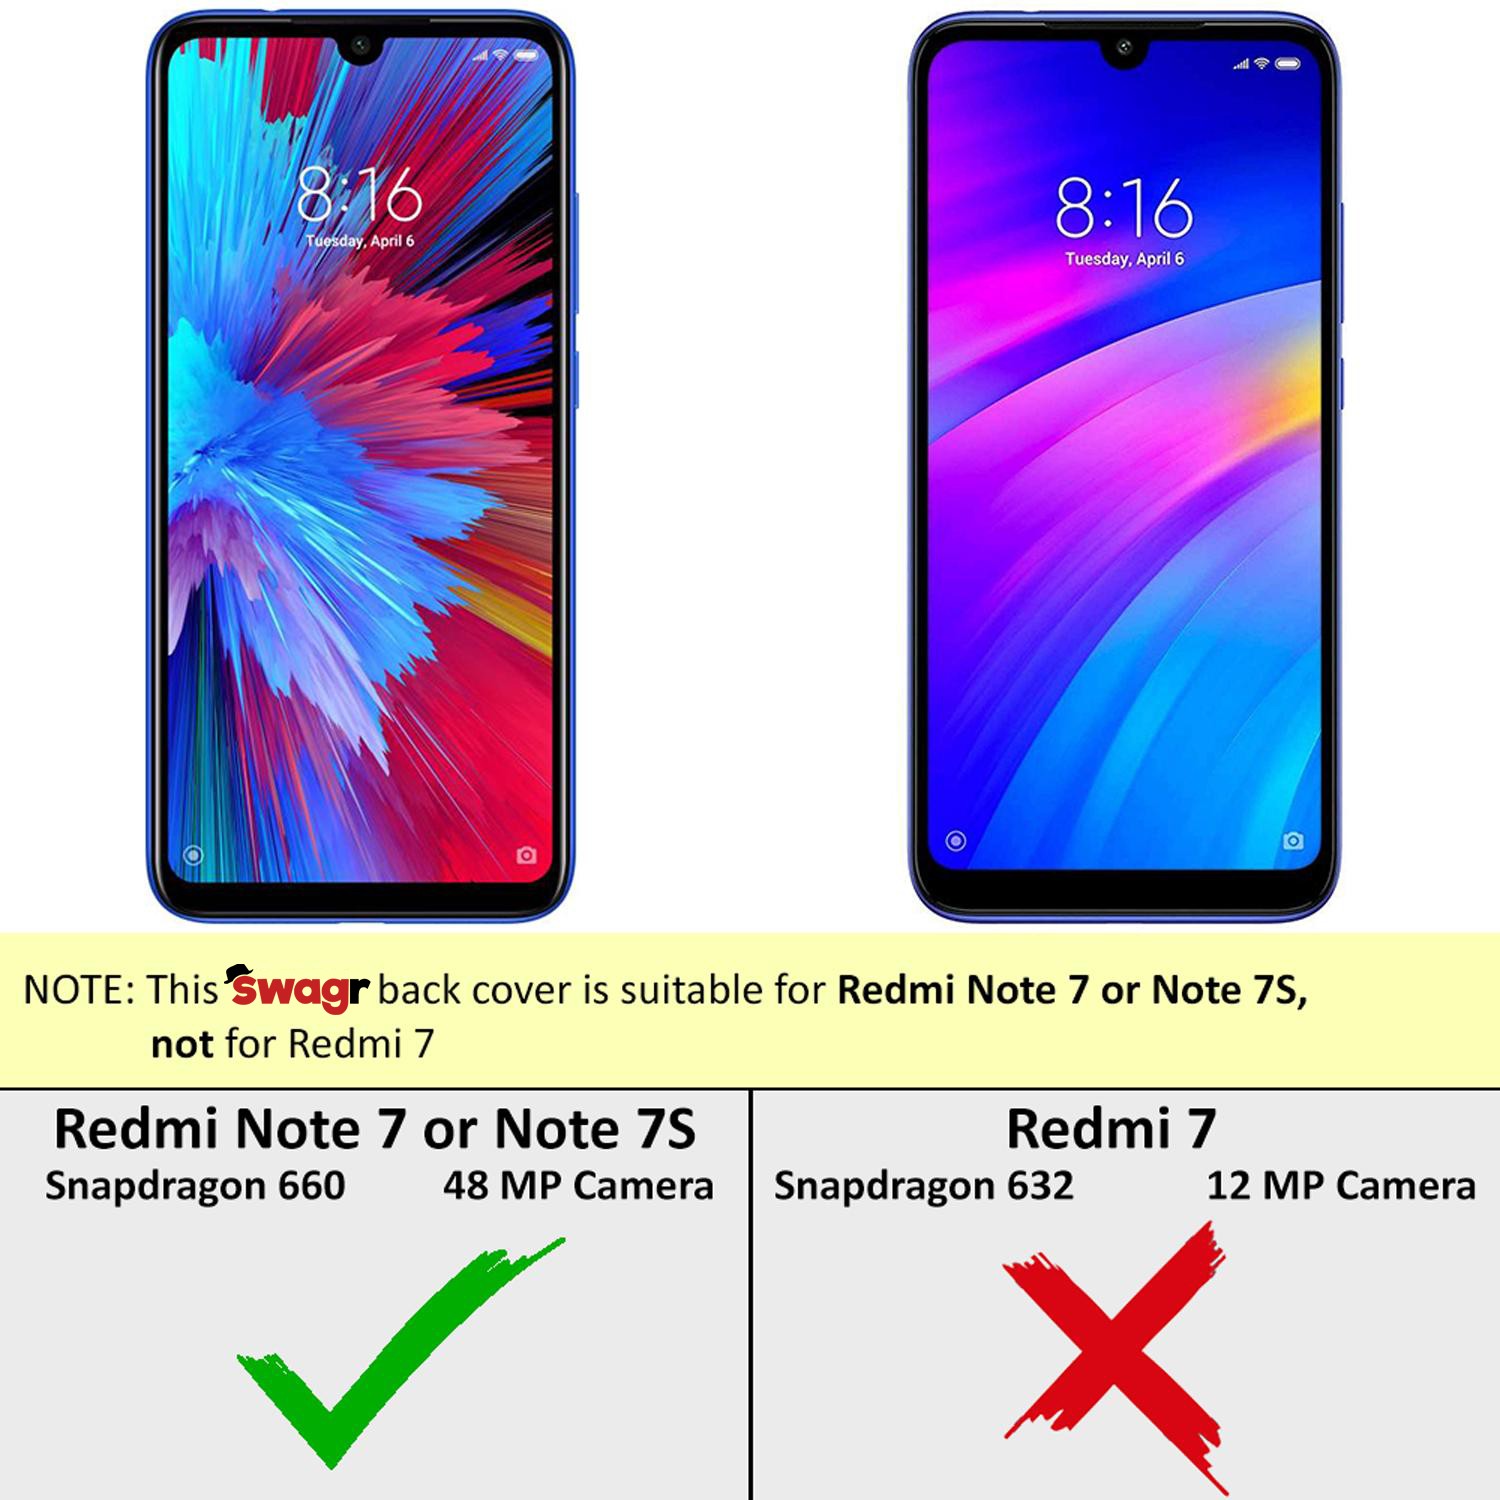 8:16
Tuesday, April 6
8:16
Tuesday, April 6
NOTE: This swagr back cover is suitable for Redmi Note 7 or Note 7S,
not for Redmi 7
Redmi Note 7 or Note 7S
Snapdragon 660 48 MP Camera
Redmi 7
Snapdragon 632 12 MP Camera